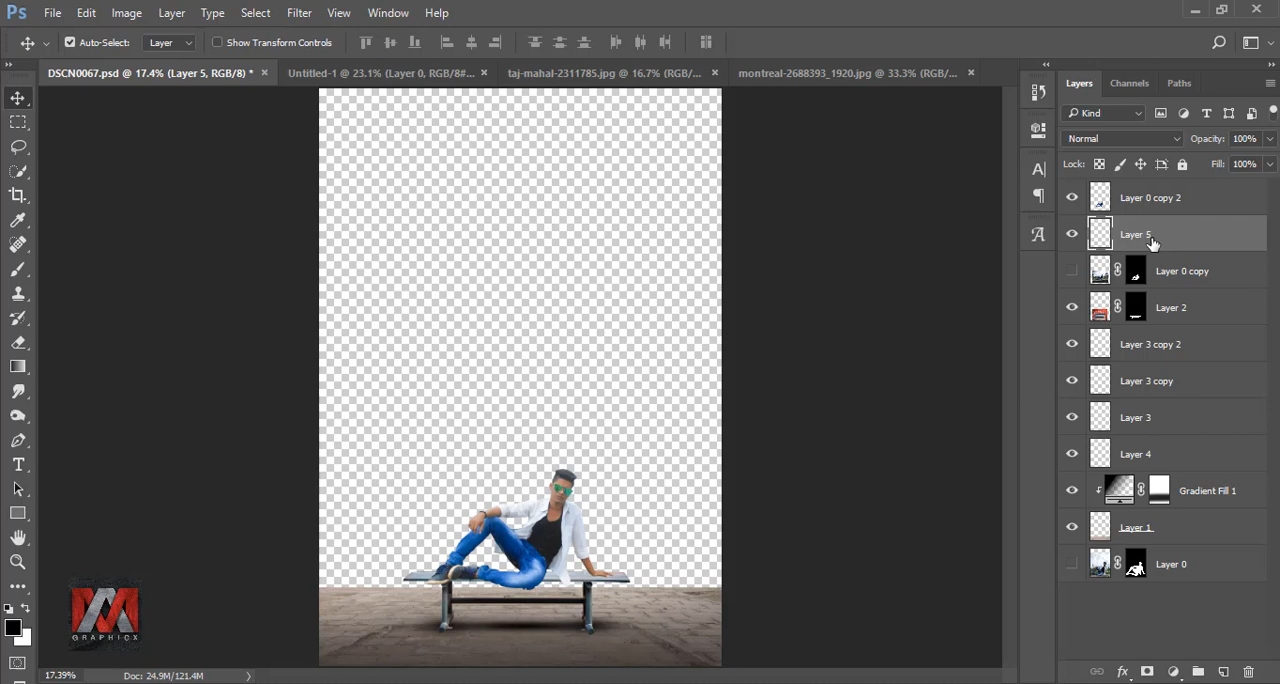 Ps File Edit Image Layer Type Select Filter View Window Help
Auto-Select: Layer Show Transform Controls
DSCN0067.psd @ 17.4% (Layer 5, RGB/8) * Untitled-1 @ 23.1% (Layer 0, RGB/8#... taj-mahal-2311785.jpg @ 16.7% (RGB/... montreal-2688393_1920.jpg @ 33.3% (RGB/...
Layers Channels Paths
Kind
Normal Opacity: 100%
Lock: Fill: 100%
Layer 0 copy 2
Layer 5
Layer 0 copy
Layer 2
Layer 3 copy 2
Layer 3 copy
Layer 3
Layer 4
Gradient Fill 1
Layer 1
Layer 0
GRAPHICX
17.39% Doc: 24.9M/121.4M